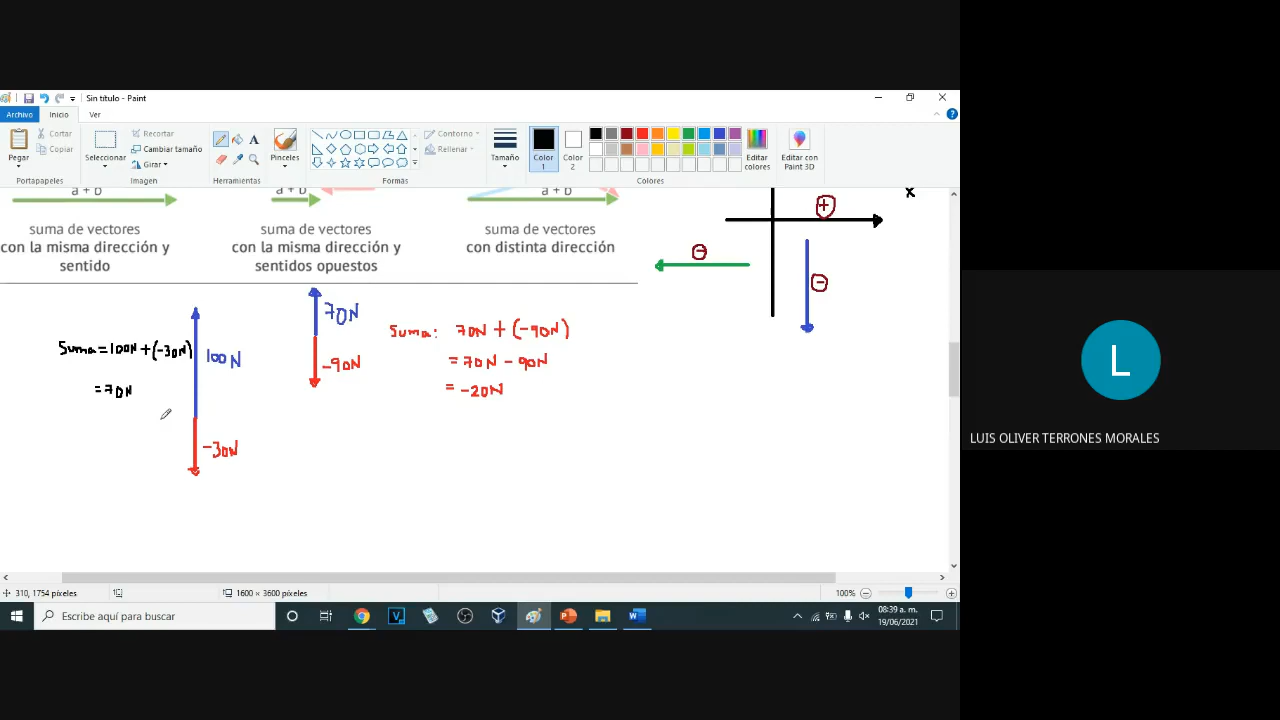 Sin título - Paint
Archivo Inicio Ver
Pegar
Cortar
Copiar
Portapapeles
Seleccionar
Recortar
Cambiar tamaño
Girar
Imagen
A
Herramientas
Pinceles
Contorno
Rellenar
Formas
Tamaño
Color 1
Color 2
Colores
Editar colores
Editar con Paint 3D
a + b
suma de vectores
con la misma dirección y
sentido
a + b
suma de vectores
con la misma dirección y
sentidos opuestos
a + b
suma de vectores
con distinta dirección
x
+
-
-
Suma = 100N + (-30N)
= 70N
100N
-30N
70N
-90N
Suma: 70N + (-90N)
= 70N - 90N
= -20N
310, 1754 píxeles
1600 × 3600 píxeles
100%
Escribe aquí para buscar
08:39 a. m.
19/06/2021
L
LUIS OLIVER TERRONES MORALES